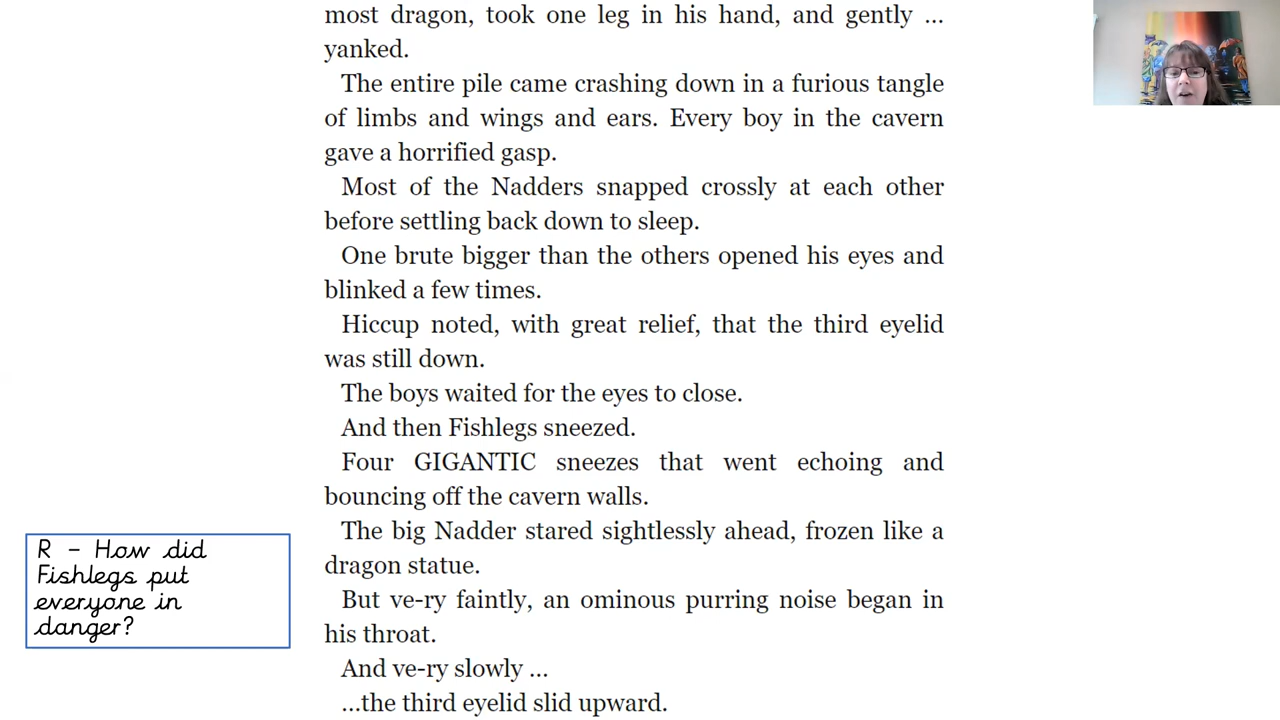 most dragon, took one leg in his hand, and gently ...
yanked.
The entire pile came crashing down in a furious tangle
of limbs and wings and ears. Every boy in the cavern
gave a horrified gasp.
Most of the Nadders snapped crossly at each other
before settling back down to sleep.
One brute bigger than the others opened his eyes and
blinked a few times.
Hiccup noted, with great relief, that the third eyelid
was still down.
The boys waited for the eyes to close.
And then Fishlegs sneezed.
Four GIGANTIC sneezes that went echoing and
bouncing off the cavern walls.
The big Nadder stared sightlessly ahead, frozen like a
dragon statue.
But ve-ry faintly, an ominous purring noise began in
his throat.
And ve-ry slowly ...
...the third eyelid slid upward.
R - How did
Fishlegs put
everyone in
danger?